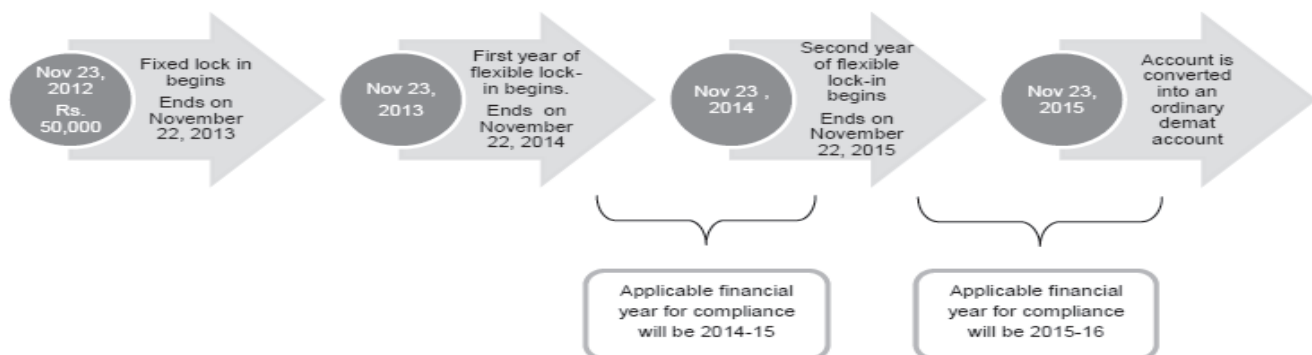 Nov 23,
2012
Rs.
50,000
Fixed lock in
begins
Ends on
November
22, 2013
Nov 23,
2013
First year of
flexible lock-
in begins.
Ends on
November
22, 2014
Nov 23 ,
2014
Second year
of flexible
lock-in
begins
Ends on
November
22, 2015
Nov 23,
2015
Account is
converted
into an
ordinary
demat
account
Applicable financial
year for compliance
will be 2014-15
Applicable financial
year for compliance
will be 2015-16